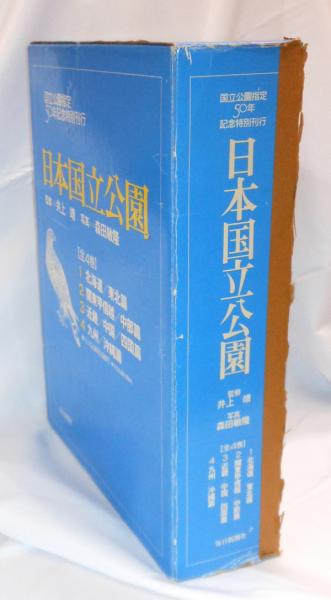 国立公園指定
50年記念特別刊行
日本国立公園
監修 井上 靖 写真 森田敏隆
[全4巻]
1 北海道/東北篇
2 関東甲信越/中部篇
3 近畿/中国/四国篇
4 九州/沖縄篇
国立公園指定
50年
記念特別刊行
日本国立公園
監修
井上 靖
写真
森田敏隆
[全4巻]
1 北海道 東北篇
2 関東甲信越 中部篇
3 近畿 中国 四国篇
4 九州 沖縄篇
毎日新聞社